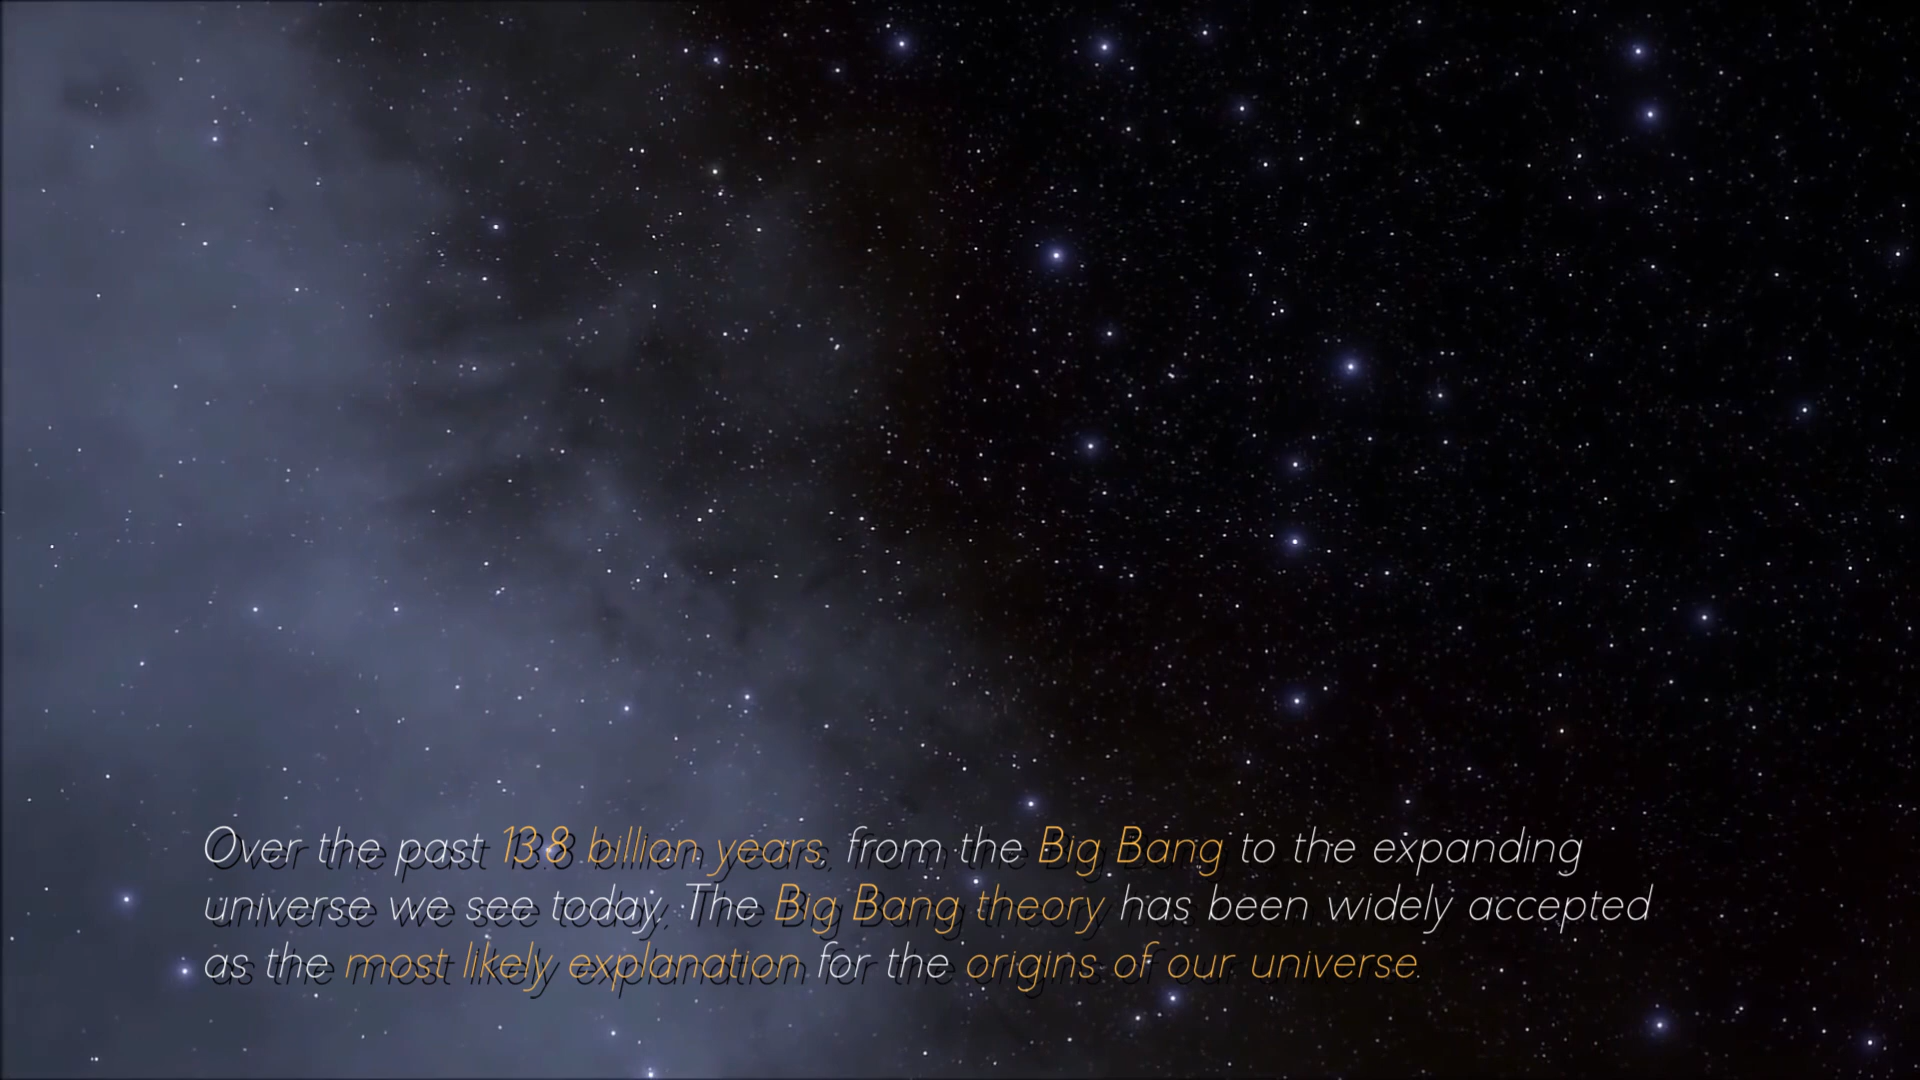 Over the past 13.8 billion years, from the Big Bang to the expanding
universe we see today, The Big Bang theory has been widely accepted
as the most likely explanation for the origins of our universe.